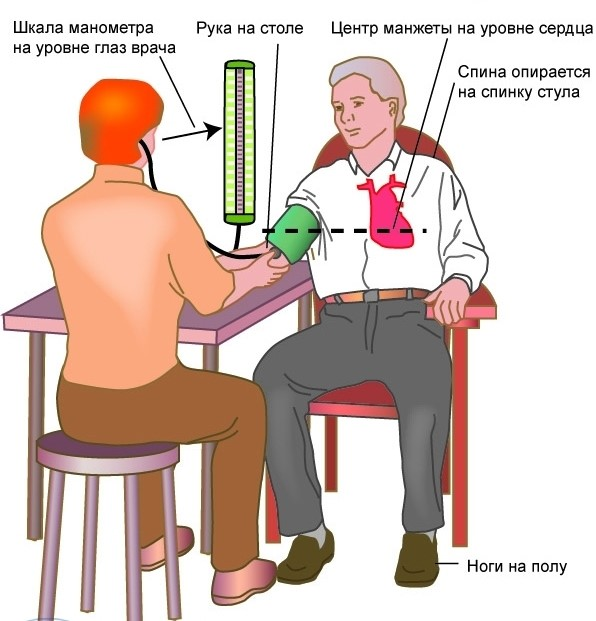 Шкала манометра
на уровне глаз врача
Рука на столе
Центр манжеты на уровне сердца
Спина опирается
на спинку стула
Ноги на полу